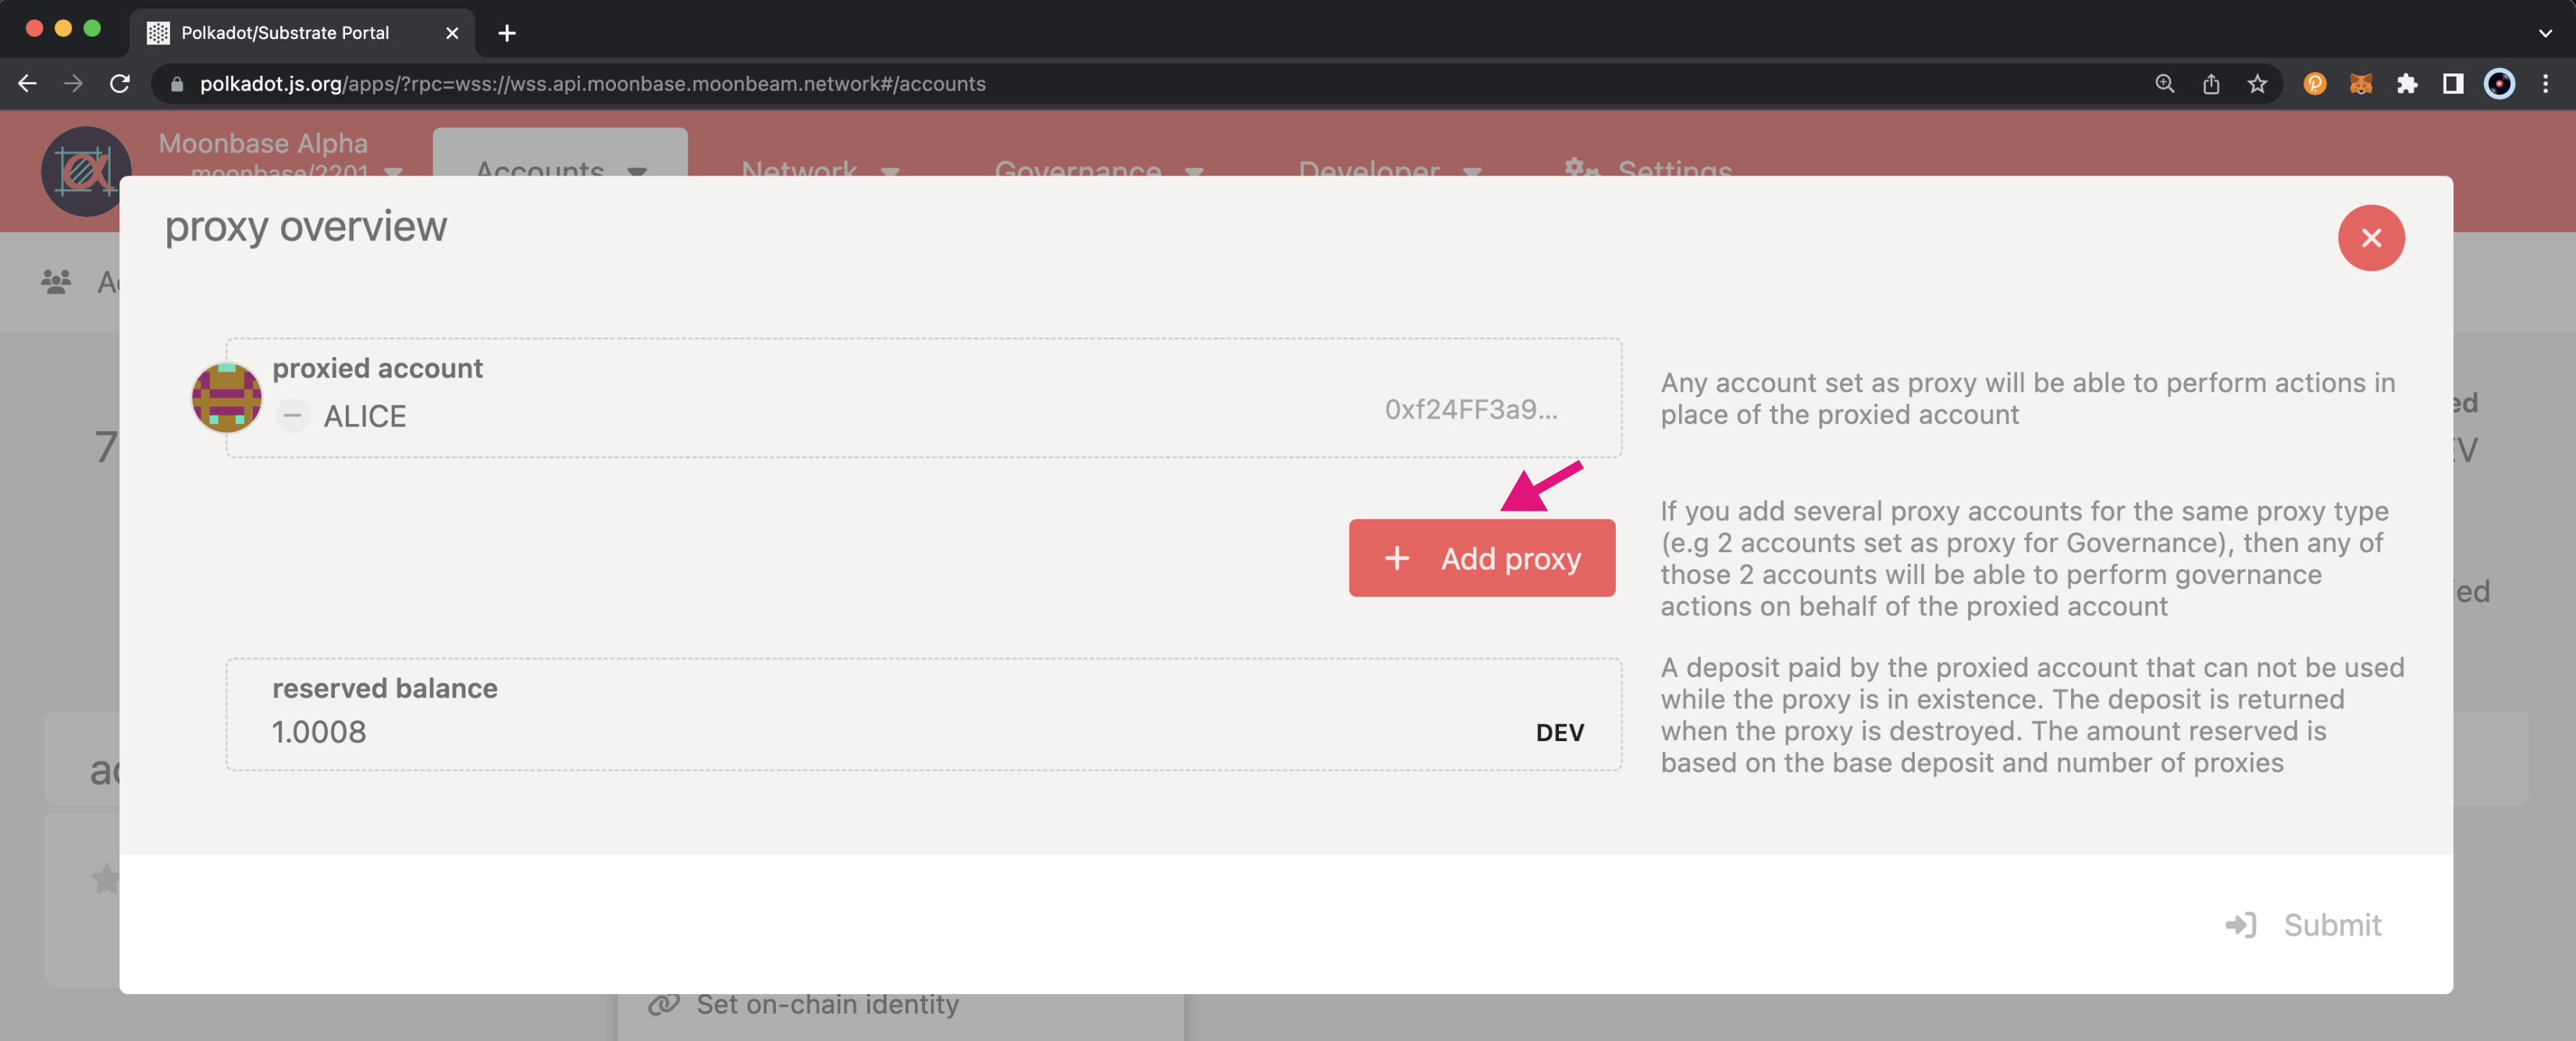 Polkadot/Substrate Portal
polkadot.js.org/apps/?rpc=wss://wss.api.moonbase.moonbeam.network#/accounts
Moonbase Alpha
moonbase/2201
Accounts
Network
Governance
Developer
Settings
proxy overview
proxied account
ALICE
0xf24FF3a9...
Any account set as proxy will be able to perform actions in
place of the proxied account
7
EV
Add proxy
If you add several proxy accounts for the same proxy type
(e.g 2 accounts set as proxy for Governance), then any of
those 2 accounts will be able to perform governance
actions on behalf of the proxied account
reserved balance
1.0008
DEV
A deposit paid by the proxied account that can not be used
while the proxy is in existence. The deposit is returned
when the proxy is destroyed. The amount reserved is
based on the base deposit and number of proxies
Submit
Set on-chain identity